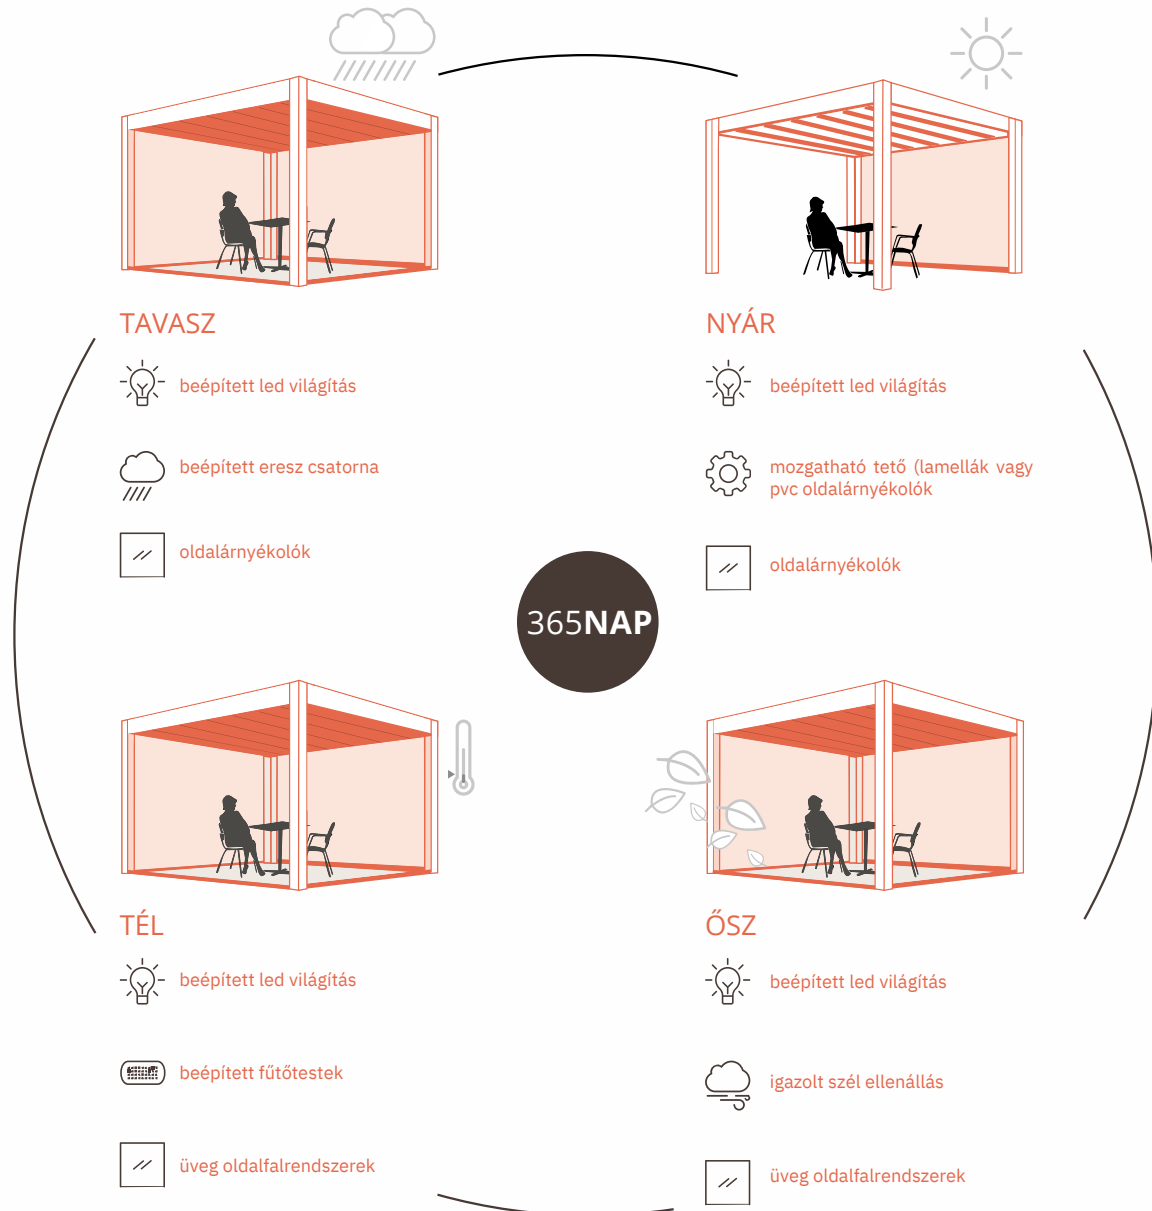 TAVASZ
beépített led világítás
beépített eresz csatorna
oldalárnyékolók
NYÁR
beépített led világítás
mozgatható tető (lamellák vagy
pvc oldalárnyékolók
oldalárnyékolók
365NAP
TÉL
beépített led világítás
beépített fűtőtestek
üveg oldalfalrendszerek
ŐSZ
beépített led világítás
igazolt szél ellenállás
üveg oldalfalrendszerek